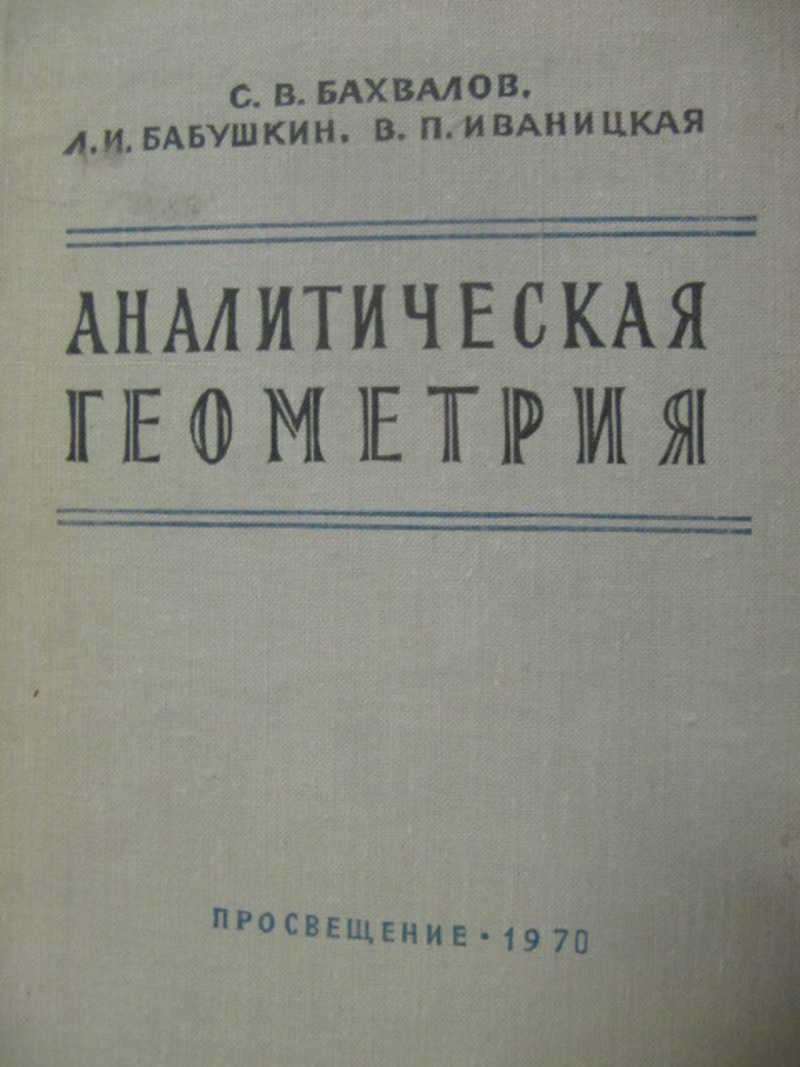 С. В. БАХВАЛОВ,
Л. И. БАБУШКИН, В. П. ИВАНИЦКАЯ
АНАЛИТИЧЕСКАЯ
ГЕОМЕТРИЯ
ПРОСВЕЩЕНИЕ • 1970